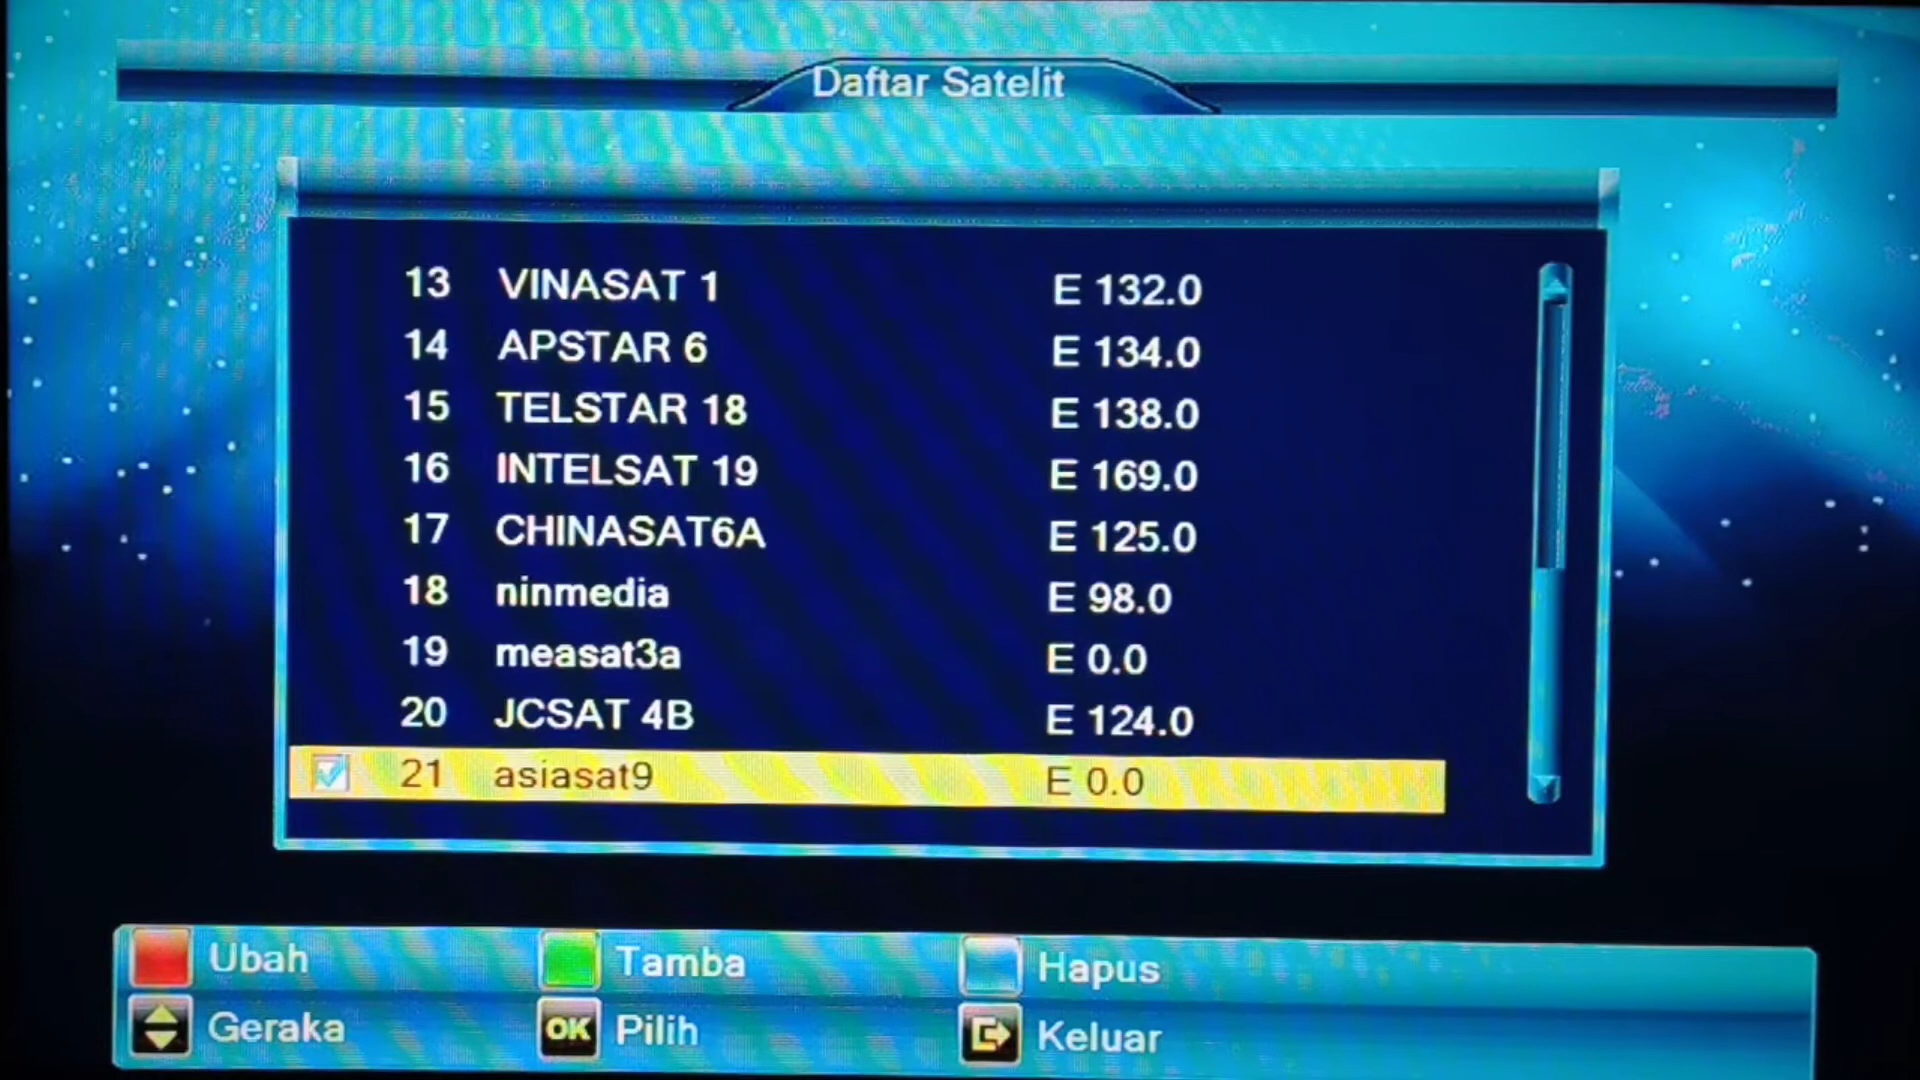 Daftar Satelit
13 VINASAT 1 E 132.0
14 APSTAR 6 E 134.0
15 TELSTAR 18 E 138.0
16 INTELSAT 19 E 169.0
17 CHINASAT6A E 125.0
18 ninmedia E 98.0
19 measat3a E 0.0
20 JCSAT 4B E 124.0
21 asiasat9 E 0.0
Ubah Tamba Hapus
Geraka OK Pilih Keluar